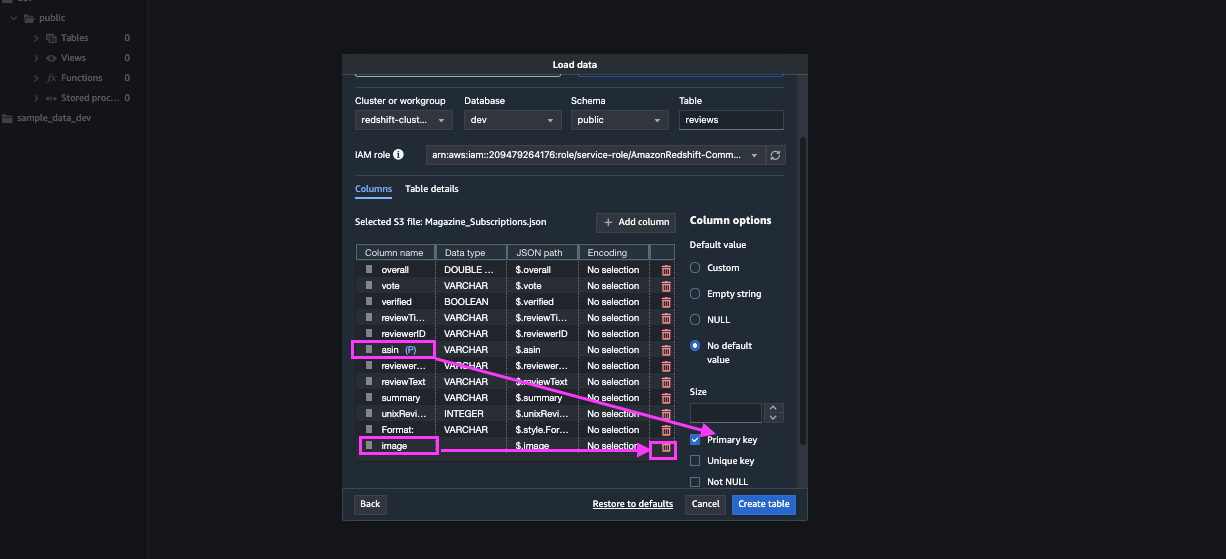 public
Tables 0
Views 0
Functions 0
Stored proc... 0
sample_data_dev
Load data
Cluster or workgroup Database Schema Table
redshift-clust... dev public reviews
IAM role arn:aws:iam::209479264176:role/service-role/AmazonRedshift-Comm...
Columns Table details
Selected S3 file: Magazine_Subscriptions.json + Add column
Column name Data type JSON path Encoding
overall DOUBLE ... $.overall No selection
vote VARCHAR $.vote No selection
verified BOOLEAN $.verified No selection
reviewTi... VARCHAR $.reviewTi... No selection
reviewerID VARCHAR $.reviewerID No selection
asin (P) VARCHAR $.asin No selection
reviewer... VARCHAR $.reviewer... No selection
reviewText VARCHAR $.reviewText No selection
summary VARCHAR $.summary No selection
unixRevi... INTEGER $.unixRevi... No selection
Format: VARCHAR $.style.For... No selection
image $.image No selection
Column options
Default value
Custom
Empty string
NULL
No default
value
Size
Primary key
Unique key
Not NULL
Back Restore to defaults Cancel Create table